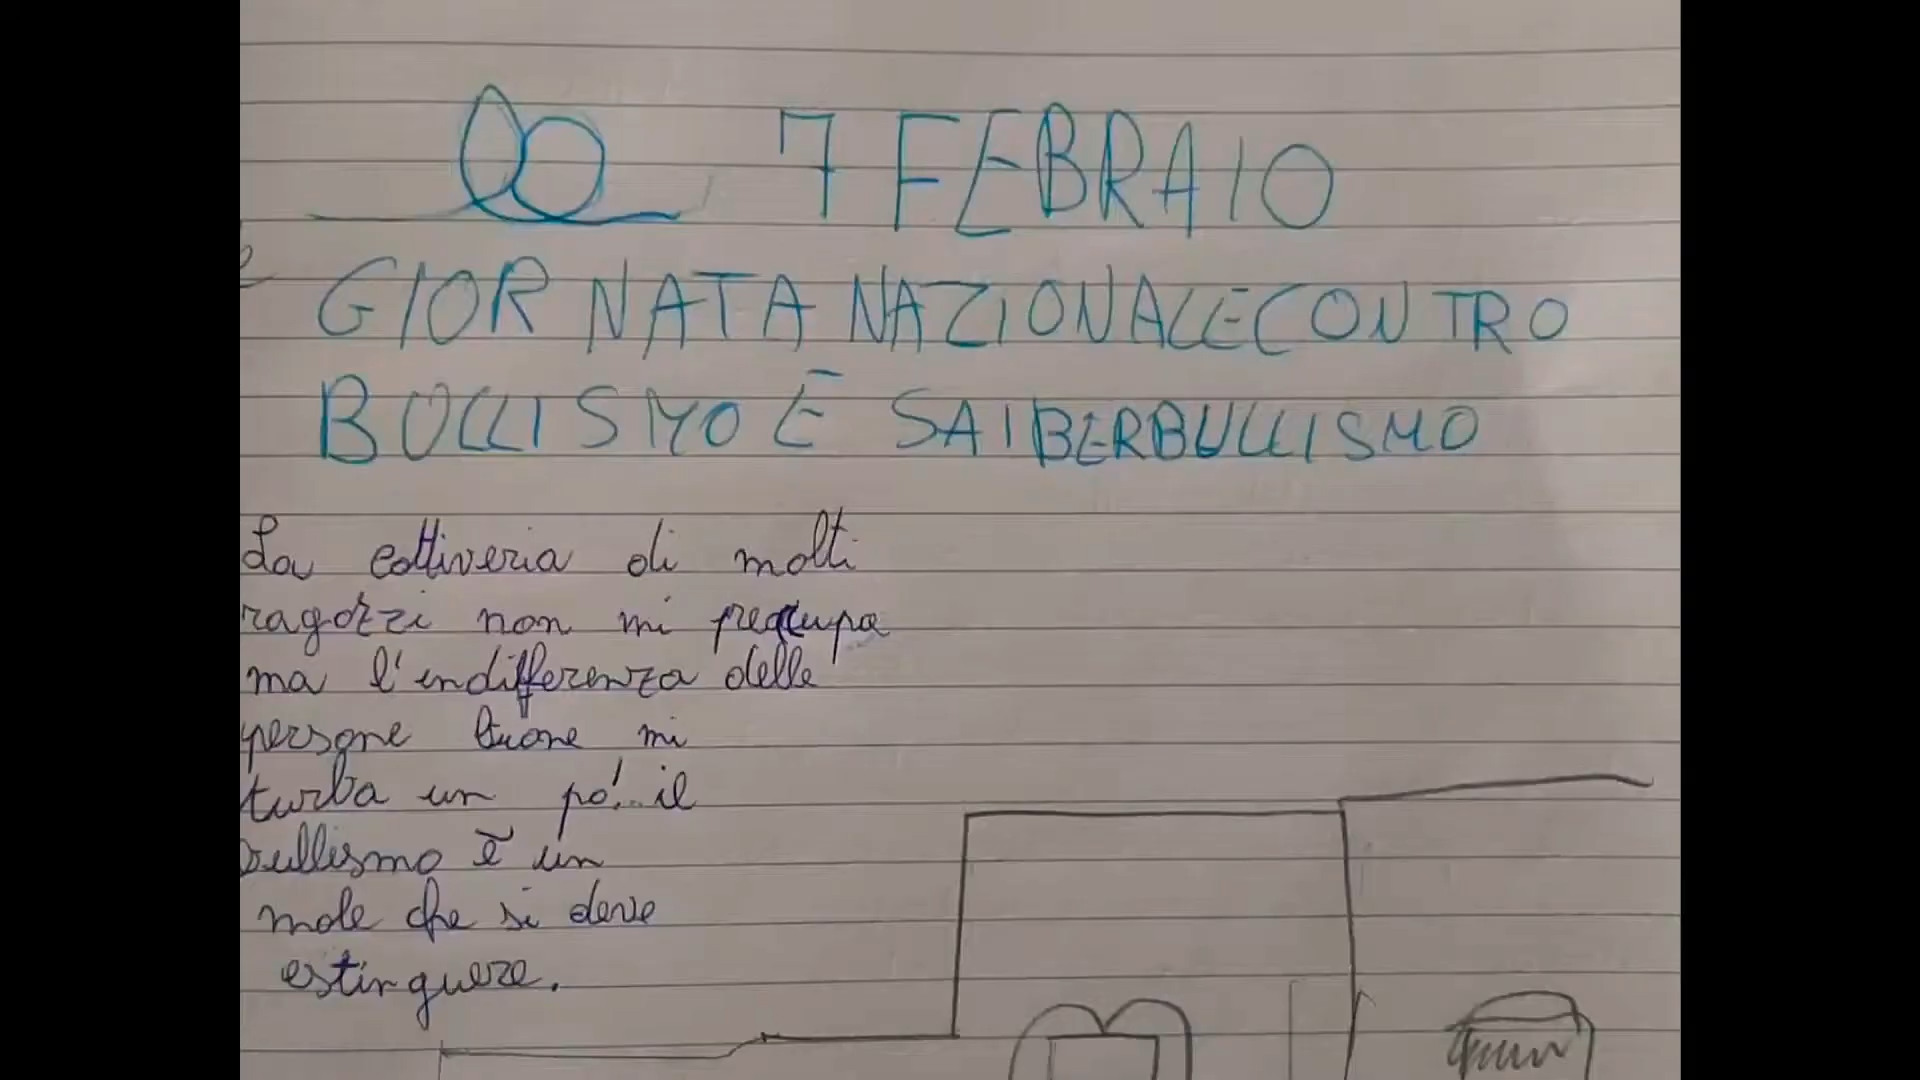 7 FEBRAIO
GIORNATA NAZIONALE CONTRO
BULLISMO E SAIBERBULLISMO
La cattiveria di molti
ragazzi non mi preocupa
ma l'indifferenza delle
persone buone mi
turba un po'... il
bullismo è un
male che si deve
estinguere.